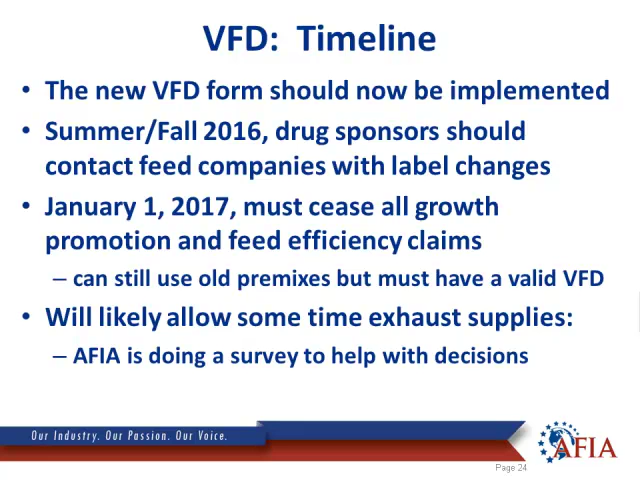 VFD:  Timeline
• The new VFD form should now be implemented
• Summer/Fall 2016, drug sponsors should
contact feed companies with label changes
• January 1, 2017, must cease all growth
promotion and feed efficiency claims
– can still use old premixes but must have a valid VFD
• Will likely allow some time exhaust supplies:
– AFIA is doing a survey to help with decisions
Our Industry. Our Passion. Our Voice.
AFIA
Page 24